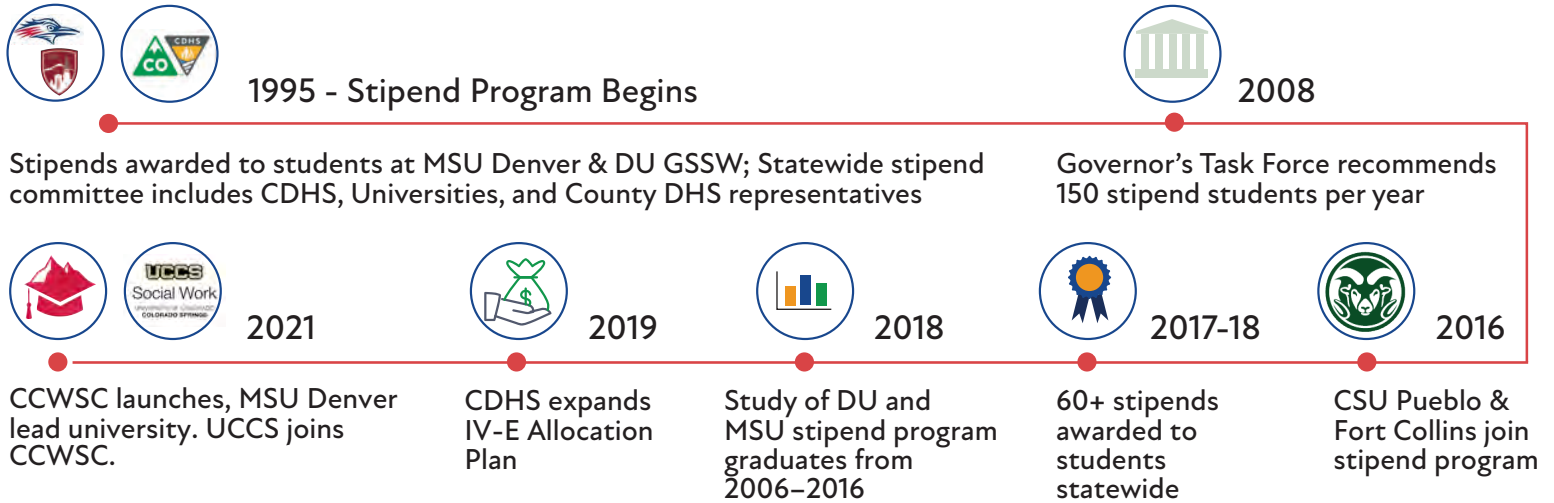 CDHS
CO
1995 - Stipend Program Begins
2008
Stipends awarded to students at MSU Denver & DU GSSW; Statewide stipend
committee includes CDHS, Universities, and County DHS representatives
Governor’s Task Force recommends
150 stipend students per year
2016
CSU Pueblo &
Fort Collins join
stipend program
2017-18
60+ stipends
awarded to
students
statewide
2018
Study of DU and
MSU stipend program
graduates from
2006–2016
2019
$
CDHS expands
IV-E Allocation
Plan
UCCS
Social Work
COLORADO SPRINGS
2021
CCWSC launches, MSU Denver
lead university. UCCS joins
CCWSC.